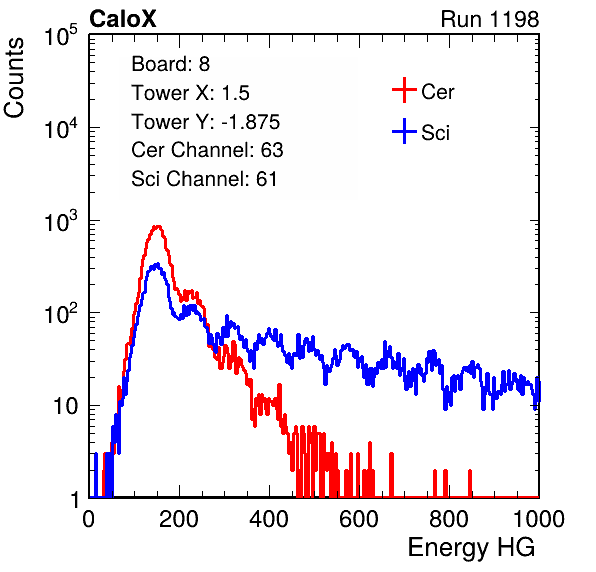 CaloX Run 1198
Counts
Board: 8
Tower X: 1.5
Tower Y: -1.875
Cer Channel: 63
Sci Channel: 61
Cer
Sci
10^5
10^4
10^3
10^2
10
1
0 200 400 600 800 1000
Energy HG